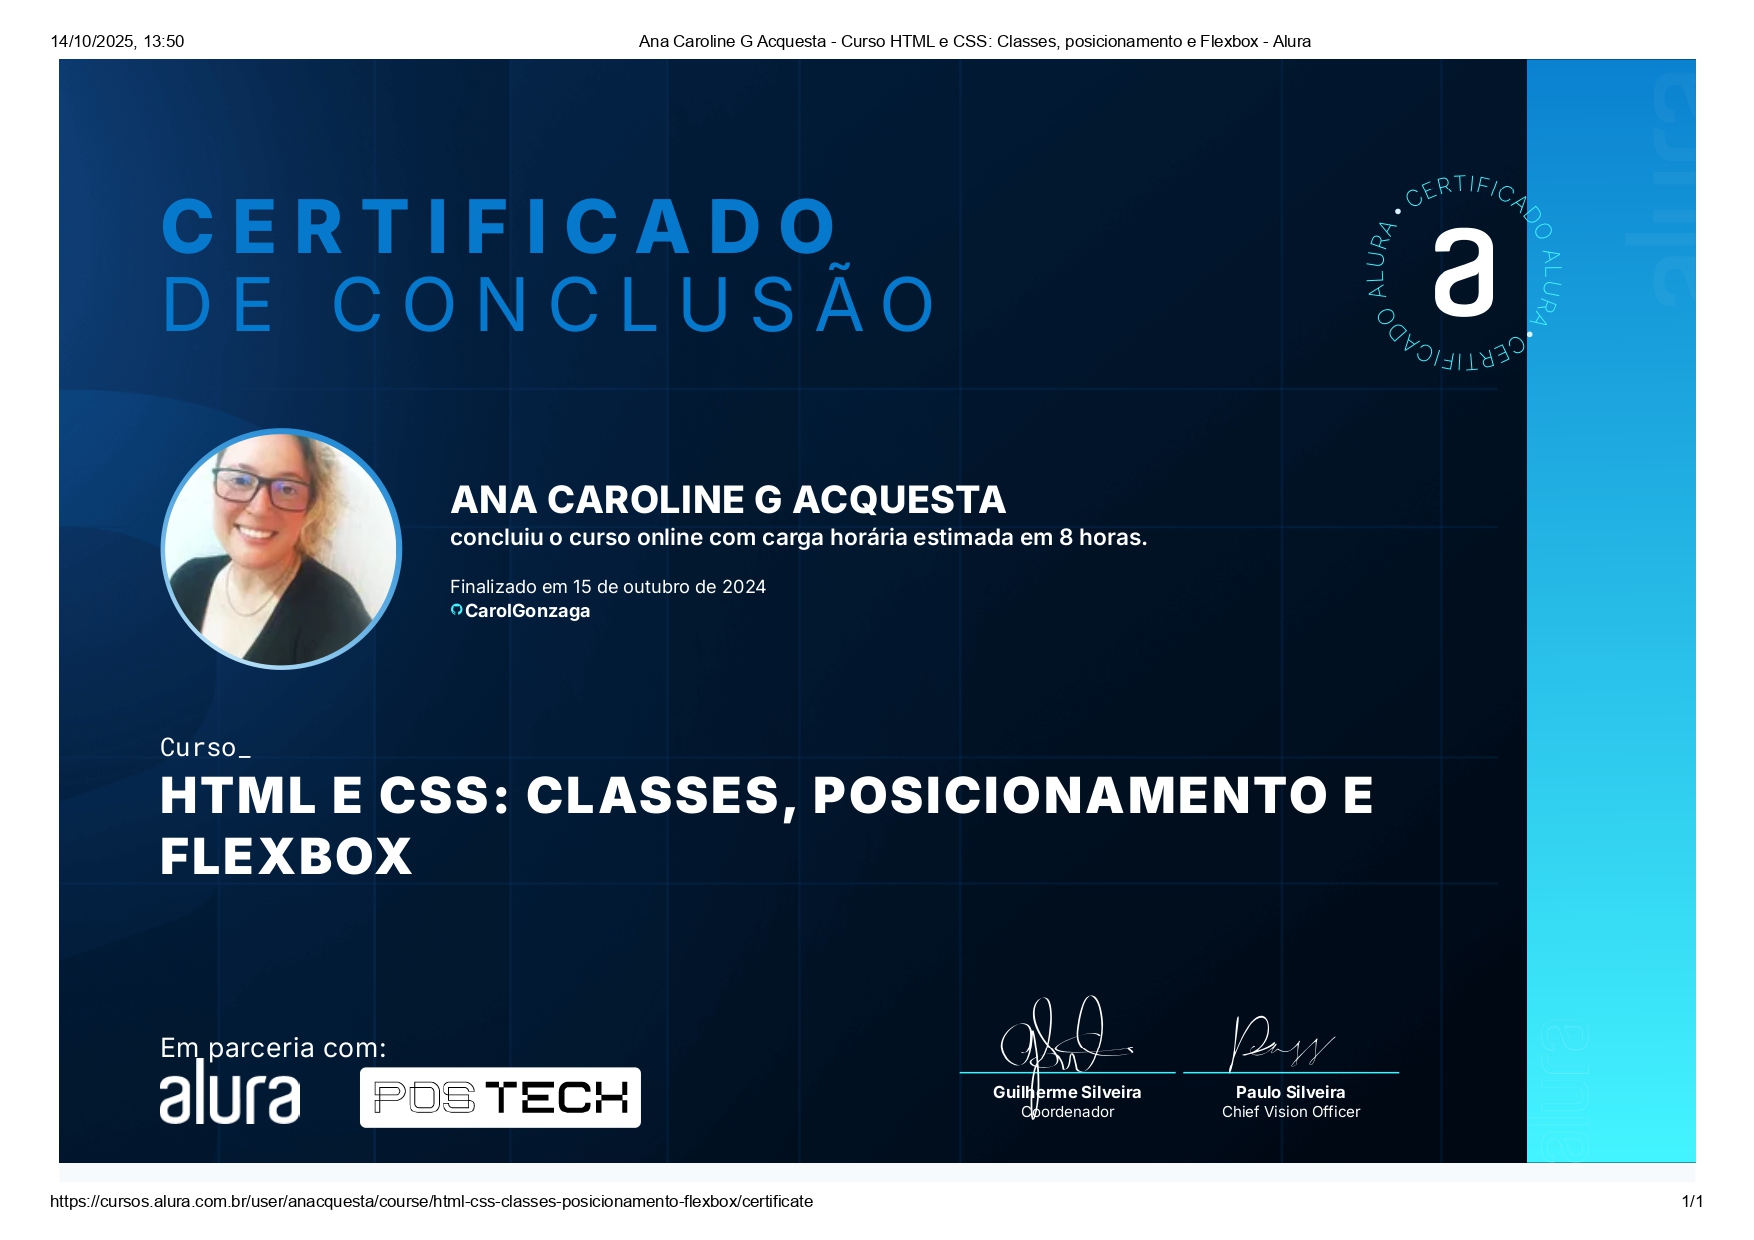 14/10/2025, 13:50
Ana Caroline G Acquesta - Curso HTML e CSS: Classes, posicionamento e Flexbox - Alura
CERTIFICADO
DE CONCLUSÃO
CERTIFICADO ALURA • CERTIFICADO ALURA •
a
alura
ANA CAROLINE G ACQUESTA
concluiu o curso online com carga horária estimada em 8 horas.
Finalizado em 15 de outubro de 2024
CarolGonzaga
Curso_
HTML E CSS: CLASSES, POSICIONAMENTO E
FLEXBOX
Em parceria com:
alura
POS TECH
Guilherme Silveira
Coordenador
Paulo Silveira
Chief Vision Officer
alura
https://cursos.alura.com.br/user/anacquesta/course/html-css-classes-posicionamento-flexbox/certificate
1/1